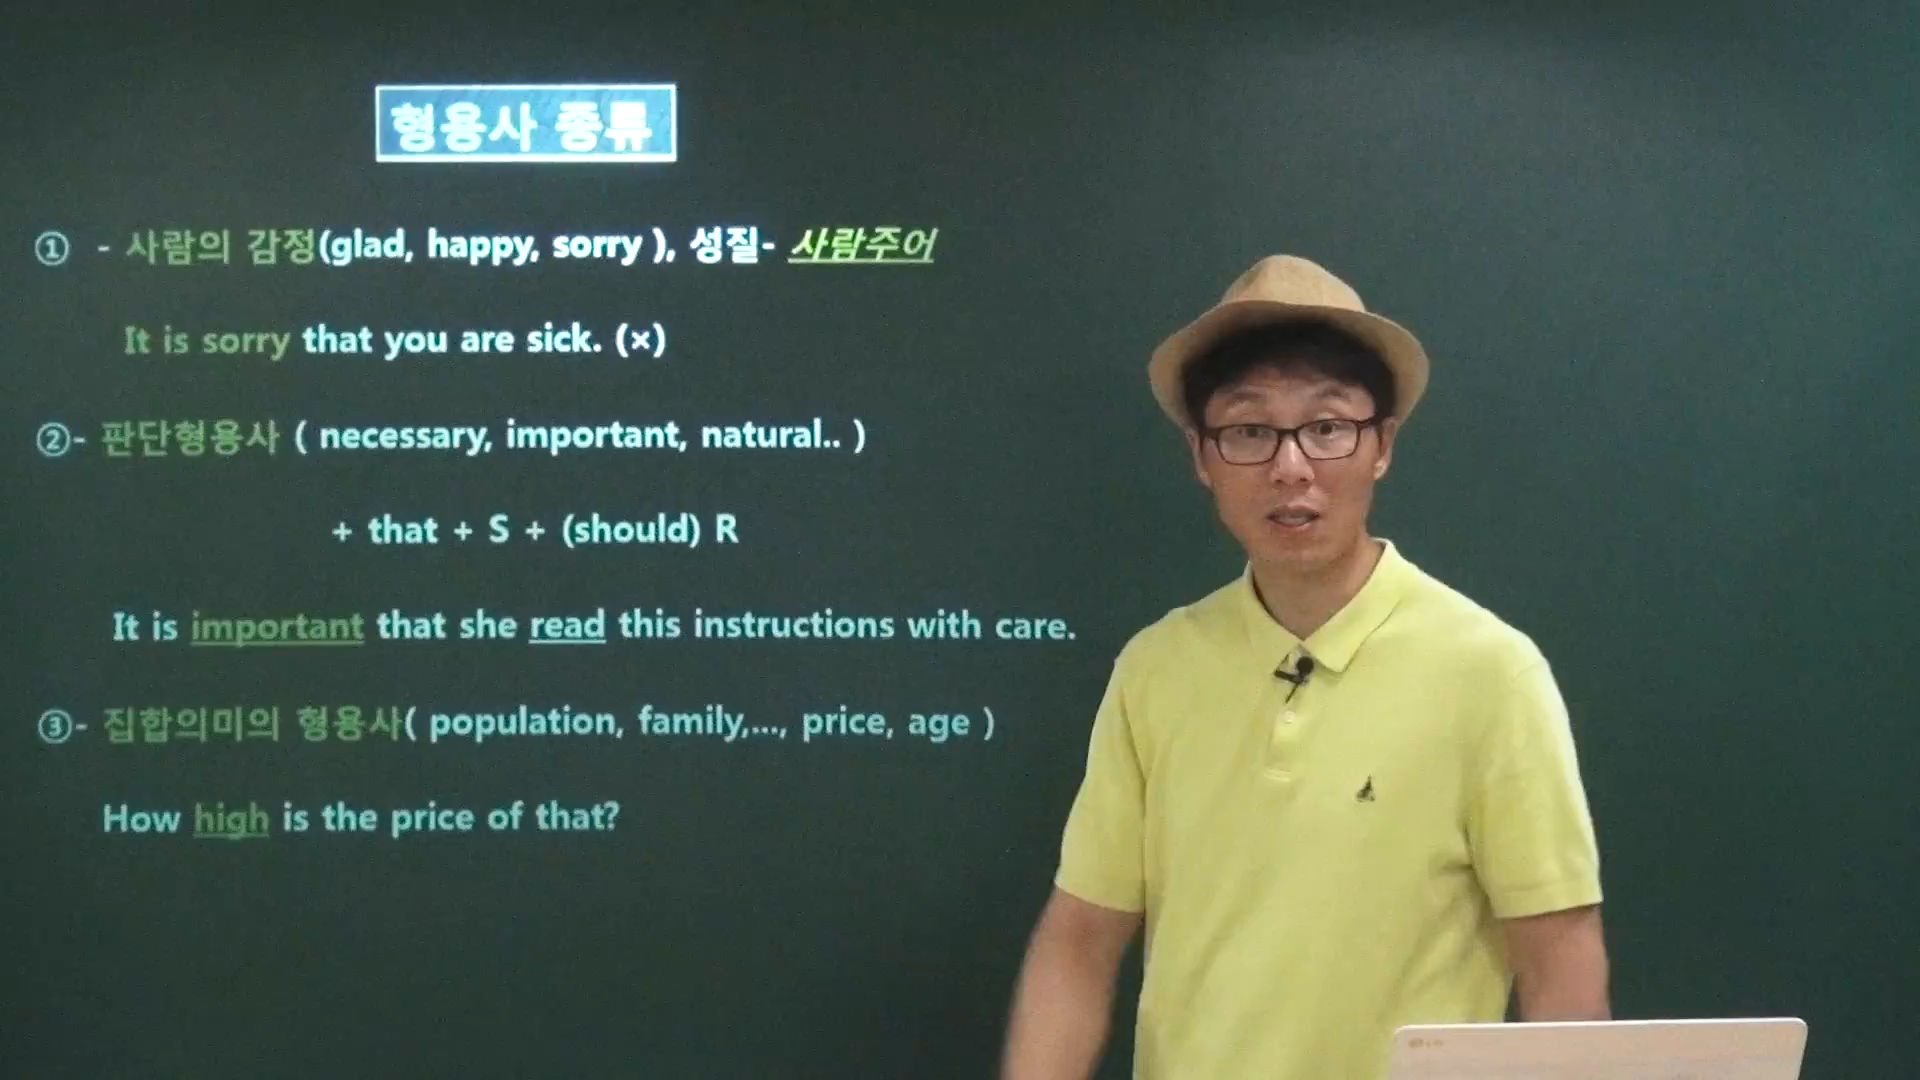 형용사 종류
① - 사람의 감정(glad, happy, sorry ), 성질- 사람주어
It is sorry that you are sick. (×)
②- 판단형용사 ( necessary, important, natural.. )
+ that + S + (should) R
It is important that she read this instructions with care.
③- 집합의미의 형용사( population, family,..., price, age )
How high is the price of that?